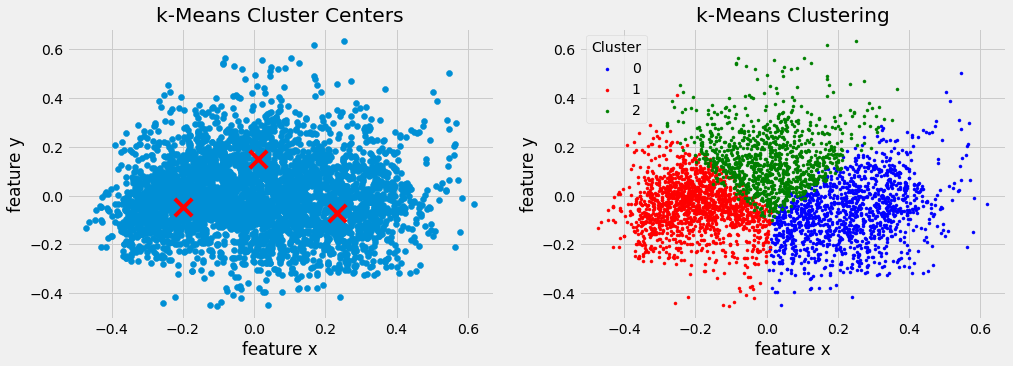 k-Means Cluster Centers
0.6
0.4
0.2
0.0
−0.2
−0.4
feature y
−0.4 −0.2 0.0 0.2 0.4 0.6
feature x
k-Means Clustering
Cluster
0
1
2
0.6
0.4
0.2
0.0
−0.2
−0.4
feature y
−0.4 −0.2 0.0 0.2 0.4 0.6
feature x